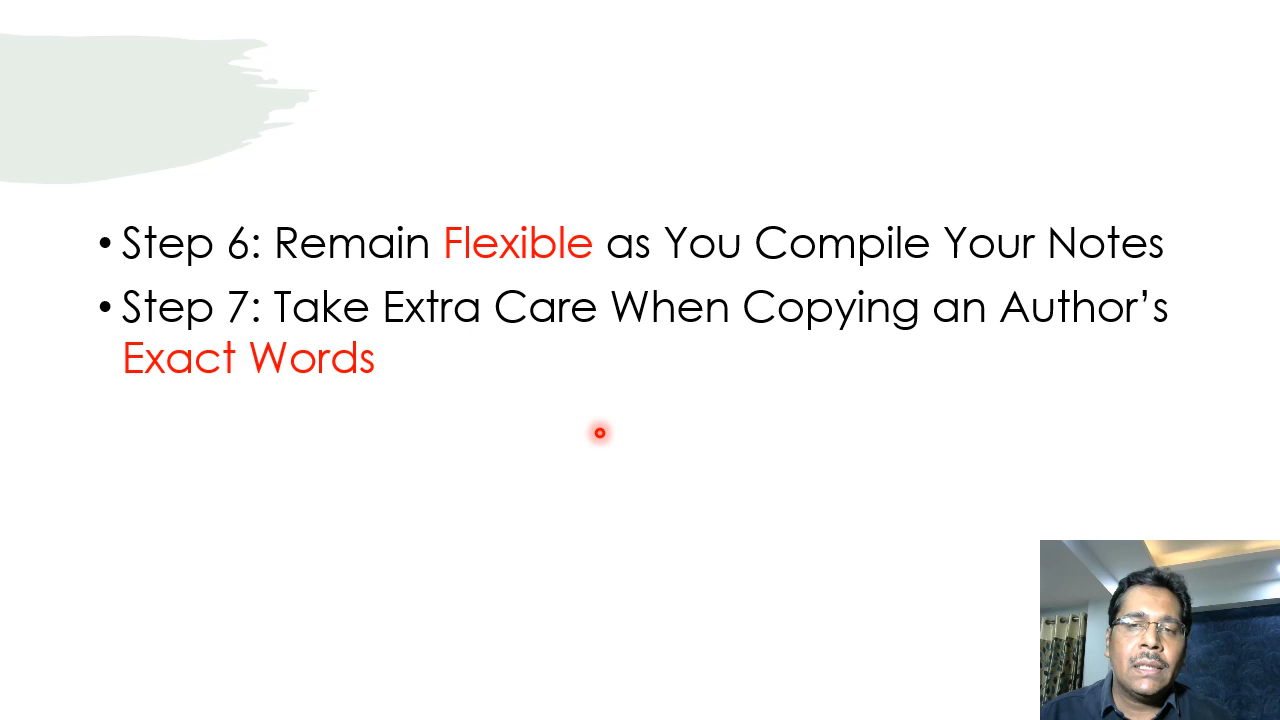 • Step 6: Remain Flexible as You Compile Your Notes
• Step 7: Take Extra Care When Copying an Author’s
Exact Words